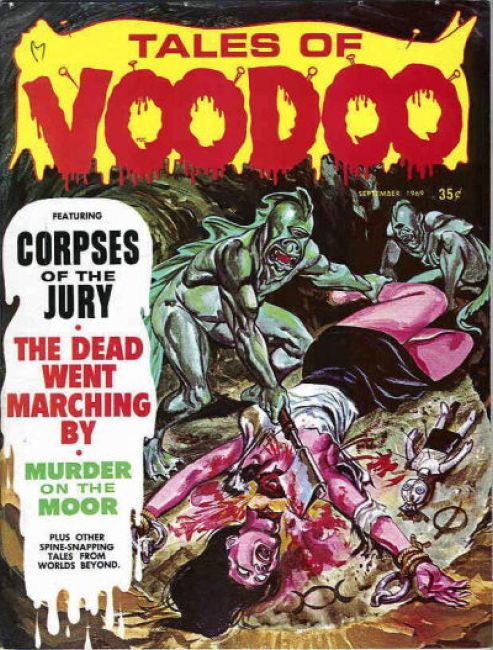 TALES OF
VOODOO
SEPTEMBER 1969 35¢
FEATURING
CORPSES
OF THE
JURY
•
THE DEAD
WENT
MARCHING
BY
•
MURDER
ON THE
MOOR
PLUS OTHER
SPINE-SNAPPING
TALES FROM
WORLDS BEYOND.